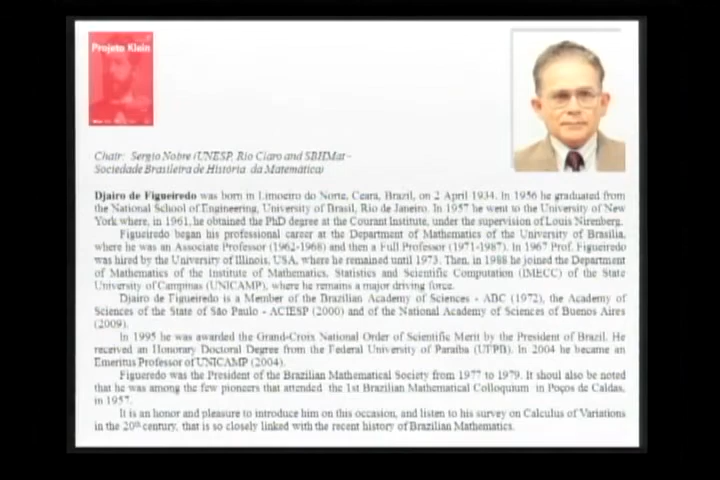 Projeto Klein
Chair: Sergio Nobre (UNESP, Rio Claro and SBHMat–
Sociedade Brasileira de História da Matemática)
Djairo de Figueiredo was born in Limoeiro do Norte, Ceara, Brazil, on 2 April 1934. In 1956 he graduated from
the National School of Engineering, University of Brasil, Rio de Janeiro. In 1957 he went to the University of New
York where, in 1961, he obtained the PhD degree at the Courant Institute, under the supervision of Louis Nirenberg.
Figueiredo began his professional career at the Department of Mathematics of the University of Brasilia,
where he was an Associate Professor (1962-1968) and then a Full Professor (1971-1987). In 1967 Prof. Figueiredo
was hired by the University of Illinois, USA, where he remained until 1973. Then, in 1988 he joined the Department
of Mathematics of the Institute of Mathematics, Statistics and Scientific Computation (IMECC) of the State
University of Campinas (UNICAMP), where he remains a major driving force.
Djairo de Figueiredo is a Member of the Brazilian Academy of Sciences - ABC (1972), the Academy of
Sciences of the State of São Paulo - ACIESP (2000) and of the National Academy of Sciences of Buenos Aires
(2009).
In 1995 he was awarded the Grand-Croix National Order of Scientific Merit by the President of Brazil. He
received an Honorary Doctoral Degree from the Federal University of Paraiba (UFPB). In 2004 he became an
Emeritus Professor of UNICAMP (2004).
Figueredo was the President of the Brazilian Mathematical Society from 1977 to 1979. It shoul also be noted
that he was among the few pioneers that attended the 1st Brazilian Mathematical Colloquium in Poços de Caldas,
in 1957.
It is an honor and pleasure to introduce him on this occasion, and listen to his survey on Calculus of Variations
in the 20th century, that is so closely linked with the recent history of Brazilian Mathematics.